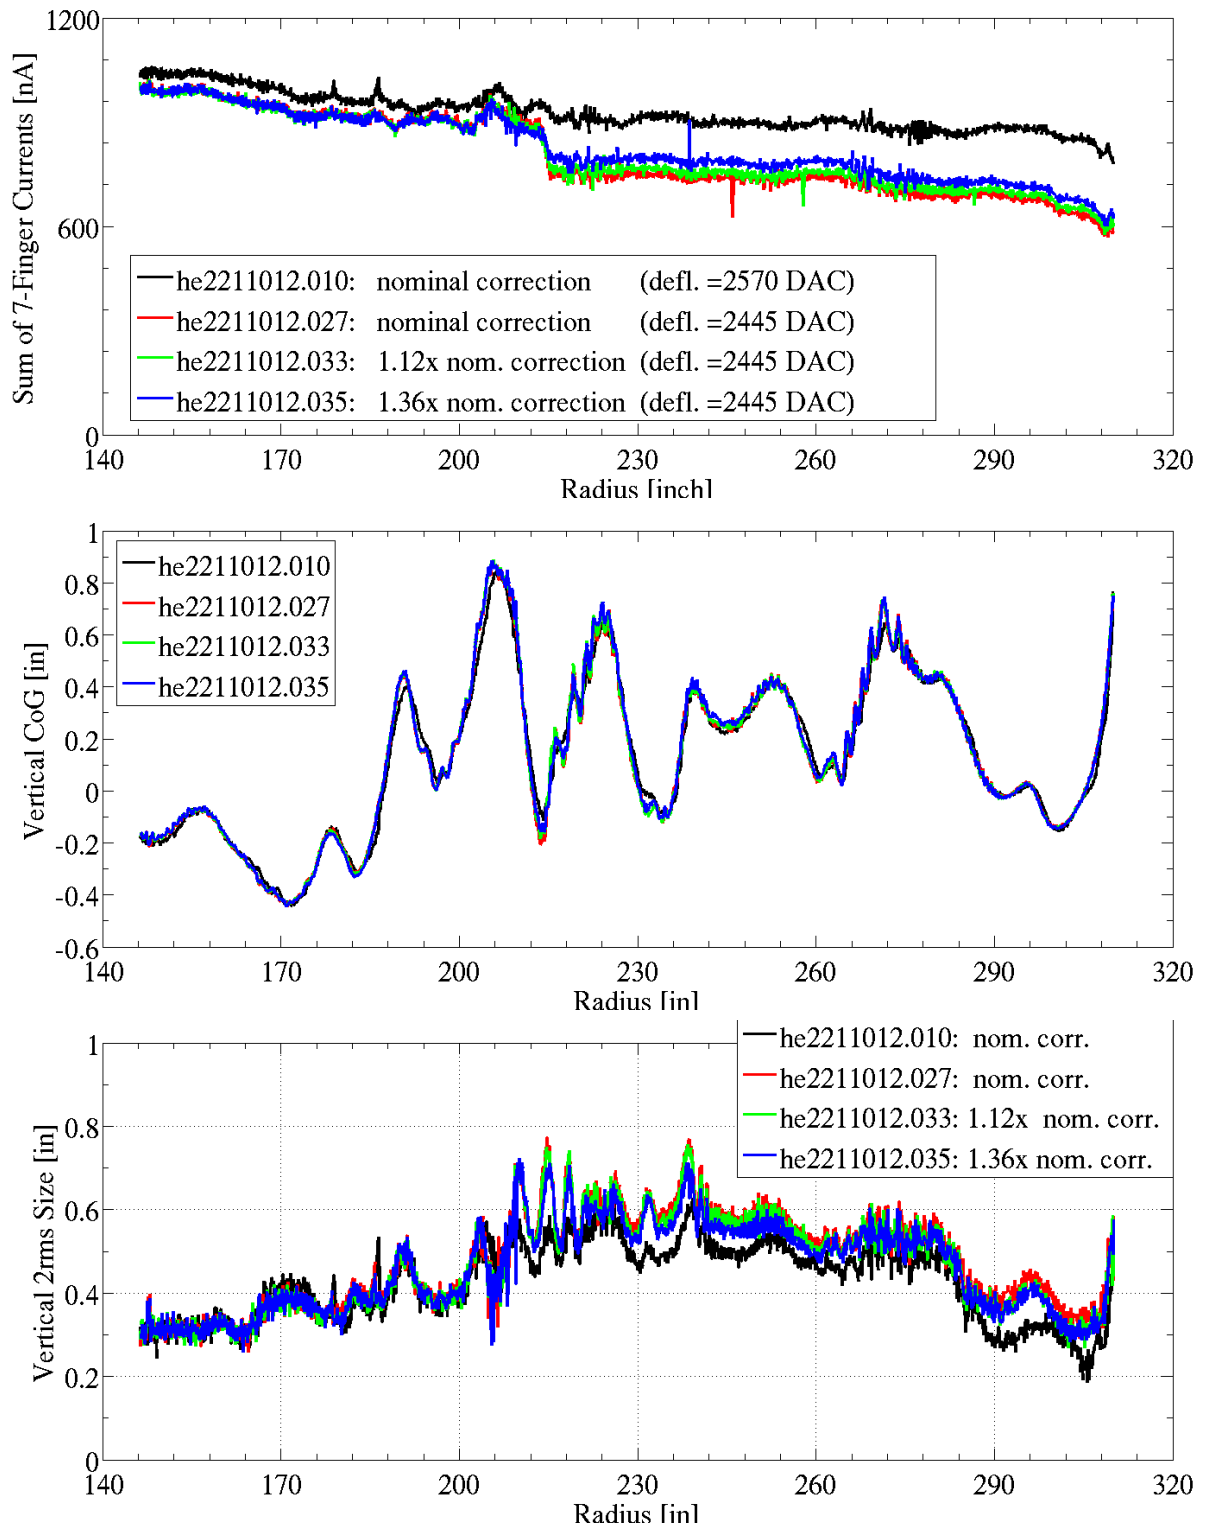 1200
600
0
Sum of 7-Finger Currents [nA]
he2211012.010: nominal correction (defl. =2570 DAC)
he2211012.027: nominal correction (defl. =2445 DAC)
he2211012.033: 1.12x nom. correction (defl. =2445 DAC)
he2211012.035: 1.36x nom. correction (defl. =2445 DAC)
140 170 200 230 260 290 320
Radius [inch]
1
0.8
0.6
0.4
0.2
0
-0.2
-0.4
-0.6
Vertical CoG [in]
he2211012.010
he2211012.027
he2211012.033
he2211012.035
140 170 200 230 260 290 320
Radius [in]
1
0.8
0.6
0.4
0.2
0
Vertical 2rms Size [in]
he2211012.010: nom. corr.
he2211012.027: nom. corr.
he2211012.033: 1.12x nom. corr.
he2211012.035: 1.36x nom. corr.
140 170 200 230 260 290 320
Radius [in]